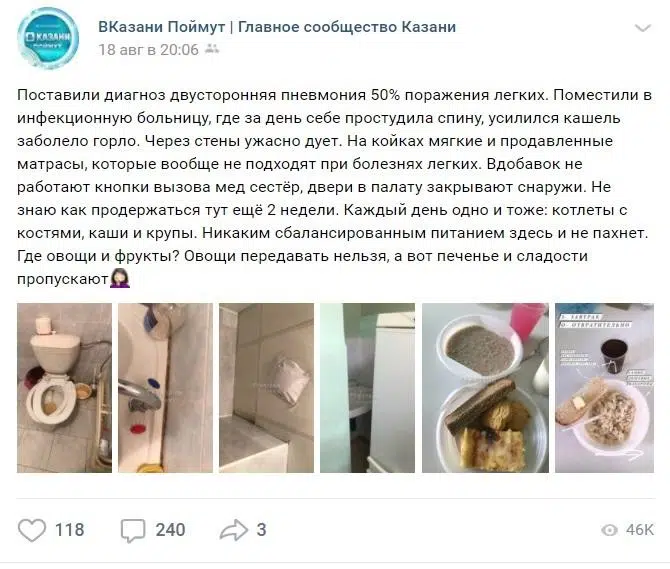 ВКазани Поймут | Главное сообщество Казани
18 авг в 20:06
КАЗАНИ
ПОЙМУТ
Поставили диагноз двусторонняя пневмония 50% поражения легких. Поместили в
инфекционную больницу, где за день себе простудила спину, усилился кашель
заболело горло. Через стены ужасно дует. На койках мягкие и продавленные
матрасы, которые вообще не подходят при болезнях легких. Вдобавок не
работают кнопки вызова мед сестёр, двери в палату закрывают снаружи. Не
знаю как продержаться тут ещё 2 недели. Каждый день одно и тоже: котлеты с
костями, каши и крупы. Никаким сбалансированным питанием здесь и не пахнет.
Где овощи и фрукты? Овощи передавать нельзя, а вот печенье и сладости
пропускают
ЗАВТРАК
ОТВРАТИТЕЛЬНО
118
240
3
46K